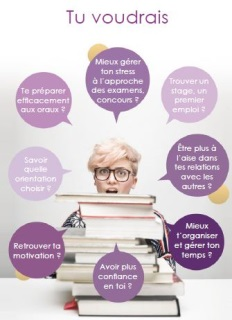 Tu voudrais
Mieux gérer
ton stress
à l'approche
des examens,
concours ?
Te préparer
efficacement
aux oraux ?
Trouver un
stage, un
premier
emploi ?
Savoir
quelle
orientation
choisir ?
Être plus à
l'aise dans
tes relations
avec les
autres ?
Retrouver ta
motivation ?
Mieux
t'organiser
et gérer ton
temps ?
Avoir plus
confiance
en toi ?